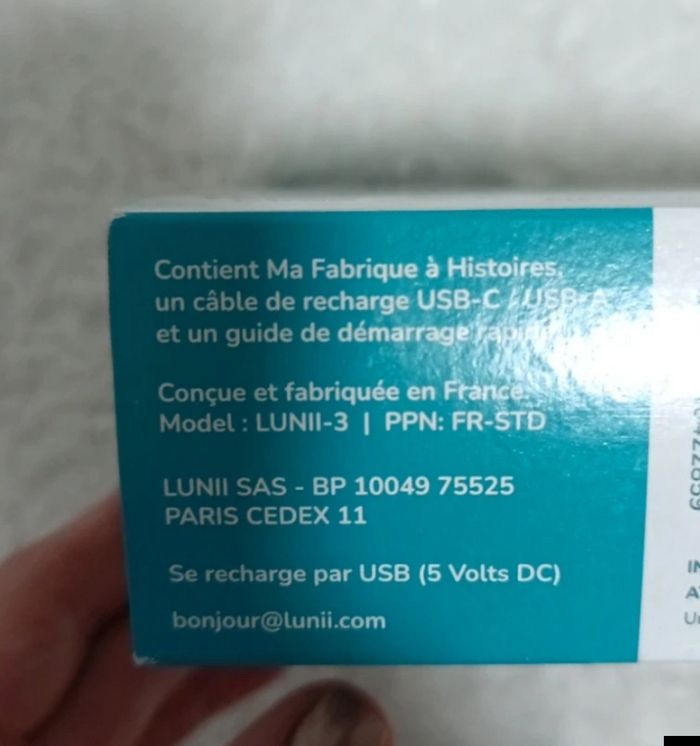 Contient Ma Fabrique à Histoires,
un câble de recharge USB-C / USB-A
et un guide de démarrage rapide
Conçue et fabriquée en France.
Model : LUNII-3 | PPN: FR-STD
LUNII SAS - BP 10049 75525
PARIS CEDEX 11
Se recharge par USB (5 Volts DC)
bonjour@lunii.com